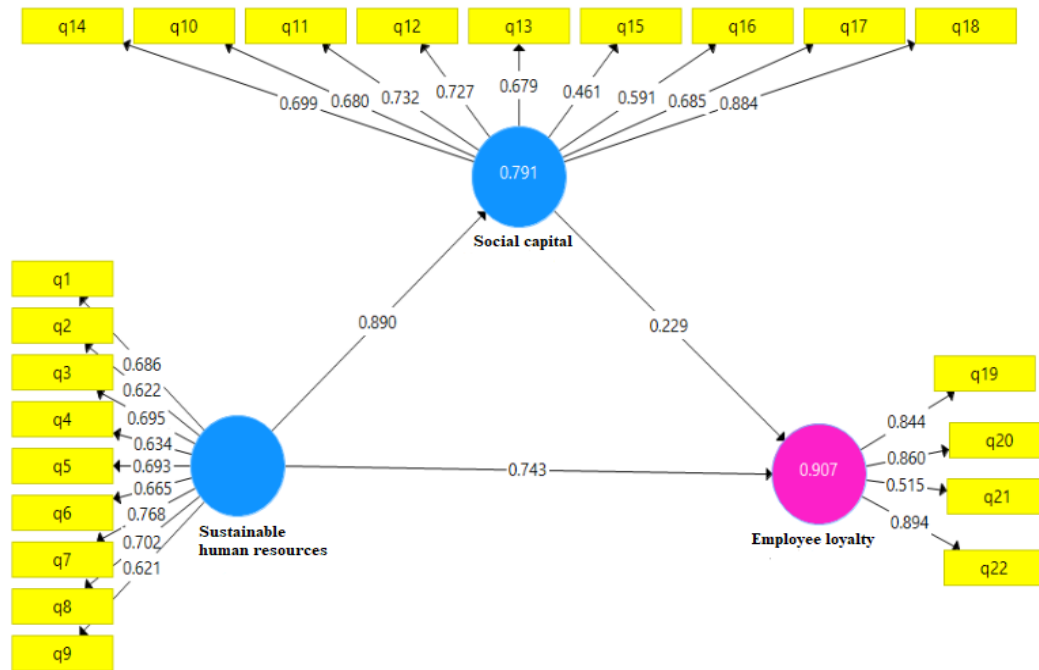 q14 q10 q11 q12 q13 q15 q16 q17 q18
0.699 0.680 0.732 0.727 0.679 0.461 0.591 0.685 0.884
0.791
Social capital
q1
q2
q3
q4
q5
q6
q7
q8
q9
0.686
0.622
0.695
0.634
0.693
0.665
0.768
0.702
0.621
Sustainable
human resources
0.890
0.229
0.743
0.907
Employee loyalty
0.844
0.860
0.515
0.894
q19
q20
q21
q22